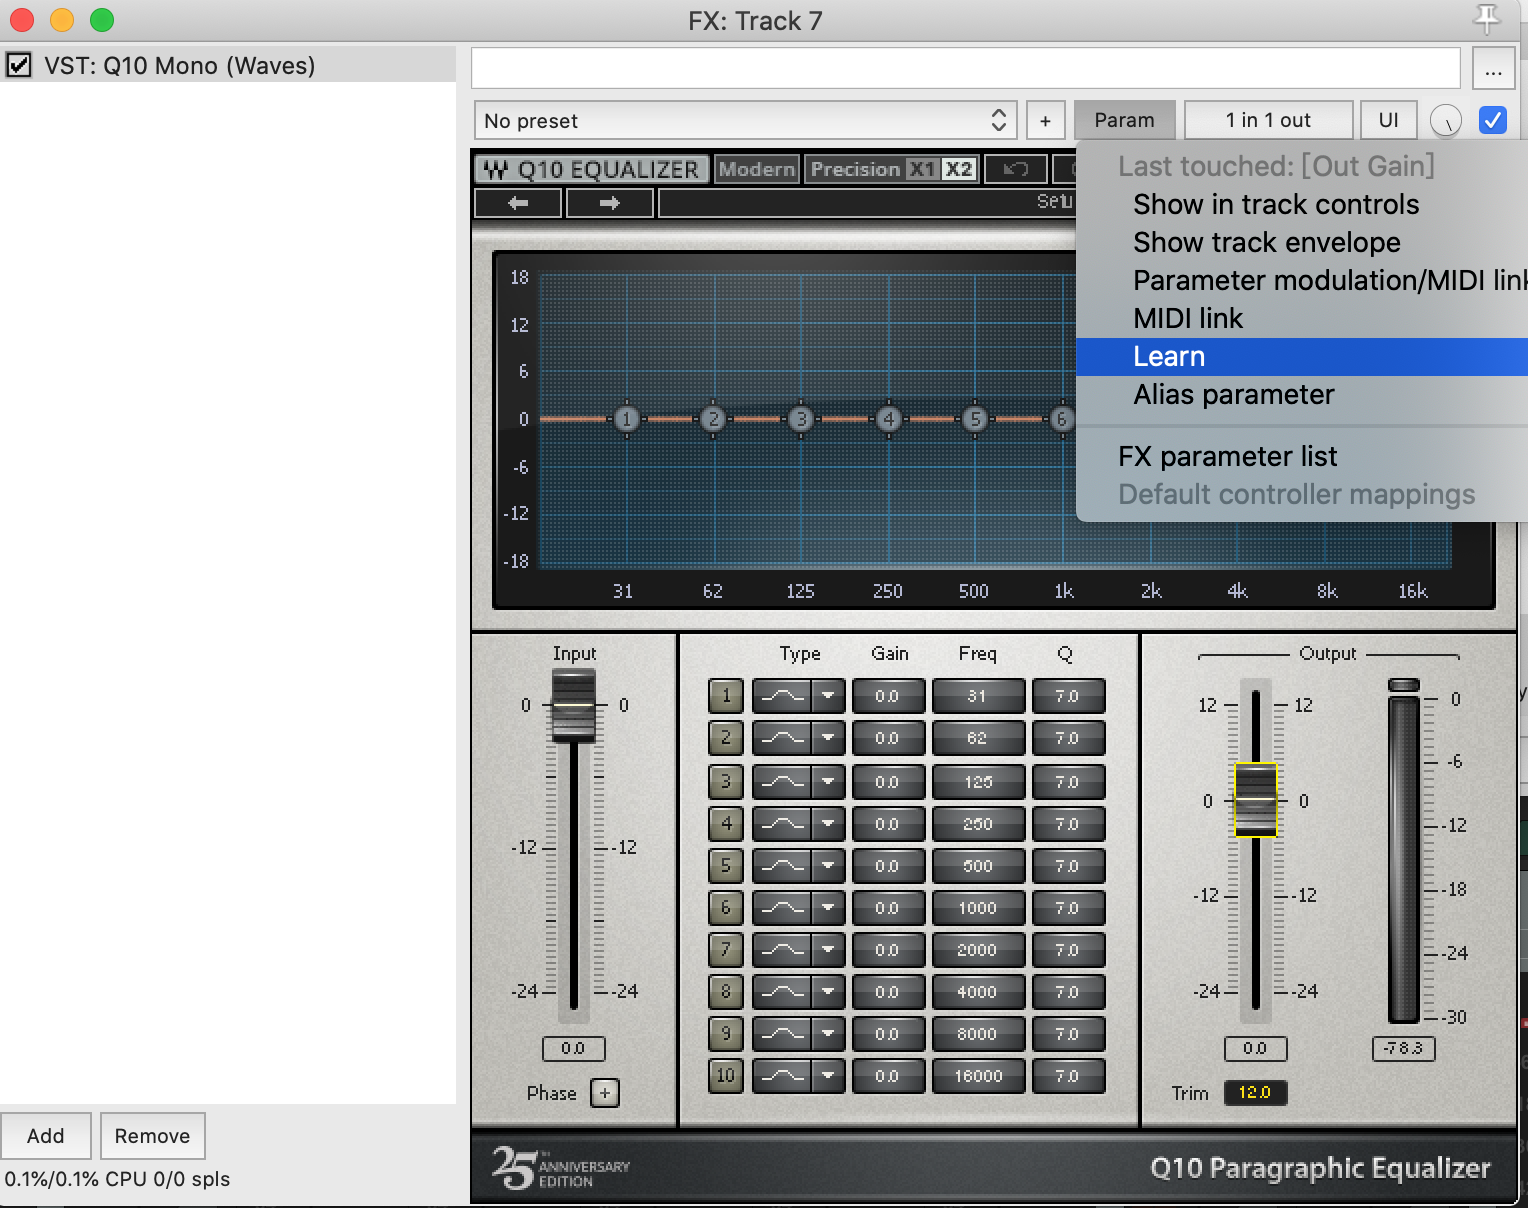 FX: Track 7
VST: Q10 Mono (Waves)
...
No preset
+
Param
1 in 1 out
UI
Q10 EQUALIZER
Modern
Precision X1 X2
Last touched: [Out Gain]
Show in track controls
Show track envelope
Parameter modulation/MIDI link
MIDI link
Learn
Alias parameter
FX parameter list
Default controller mappings
18
12
6
0
-6
-12
-18
1 2 3 4 5 6
31 62 125 250 500 1k 2k 4k 8k 16k
Input
0 0
-12 -12
-24 -24
0.0
Phase +
Type Gain Freq Q
1 0.0 31 7.0
2 0.0 62 7.0
3 0.0 125 7.0
4 0.0 250 7.0
5 0.0 500 7.0
6 0.0 1000 7.0
7 0.0 2000 7.0
8 0.0 4000 7.0
9 0.0 8000 7.0
10 0.0 16000 7.0
Output
12 12
0 0
-12 -12
-24 -24
0.0
Trim 12.0
0
-6
-12
-18
-24
-30
-78.3
Add
Remove
0.1%/0.1% CPU 0/0 spls
25TH ANNIVERSARY
EDITION
Q10 Paragraphic Equalizer